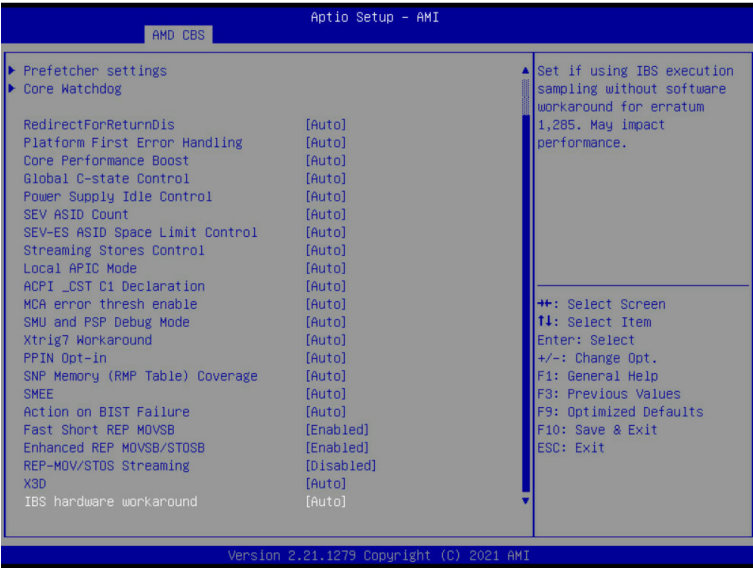 Aptio Setup – AMI
AMD CBS
Prefetcher settings
Core Watchdog
RedirectForReturnDis [Auto]
Platform First Error Handling [Auto]
Core Performance Boost [Auto]
Global C-state Control [Auto]
Power Supply Idle Control [Auto]
SEV ASID Count [Auto]
SEV-ES ASID Space Limit Control [Auto]
Streaming Stores Control [Auto]
Local APIC Mode [Auto]
ACPI _CST C1 Declaration [Auto]
MCA error thresh enable [Auto]
SMU and PSP Debug Mode [Auto]
Xtrig7 Workaround [Auto]
PPIN Opt-in [Auto]
SNP Memory (RMP Table) Coverage [Auto]
SMEE [Auto]
Action on BIST Failure [Auto]
Fast Short REP MOVSB [Enabled]
Enhanced REP MOVSB/STOSB [Enabled]
REP-MOV/STOS Streaming [Disabled]
X3D [Auto]
IBS hardware workaround [Auto]
Set if using IBS execution
sampling without software
workaround for erratum
1,285. May impact
performance.
→←: Select Screen
↑↓: Select Item
Enter: Select
+/-: Change Opt.
F1: General Help
F3: Previous Values
F9: Optimized Defaults
F10: Save & Exit
ESC: Exit
Version 2.21.1279 Copyright (C) 2021 AMI